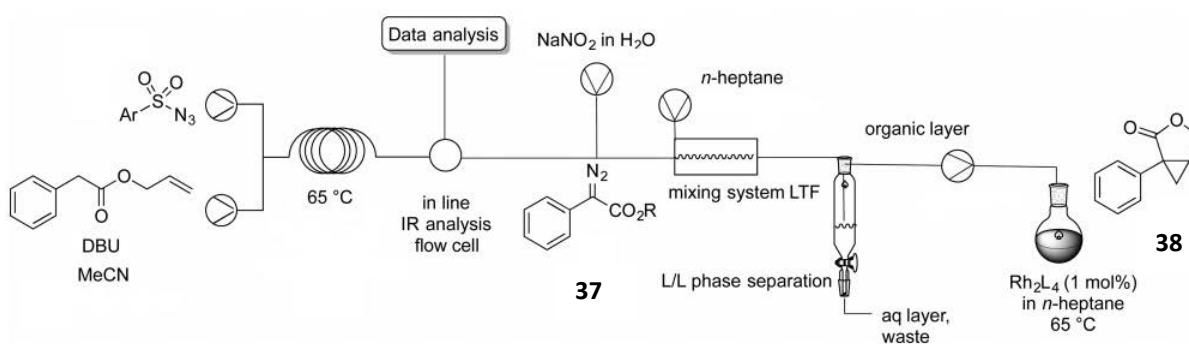 Data analysis
NaNO2 in H2O
n-heptane
O O
Ar S N3
O
O
DBU
MeCN
65 °C
in line
IR analysis
flow cell
N2
CO2R
37
mixing system LTF
organic layer
L/L phase separation
aq layer,
waste
Rh2L4 (1 mol%)
in n-heptane
65 °C
O
O
38